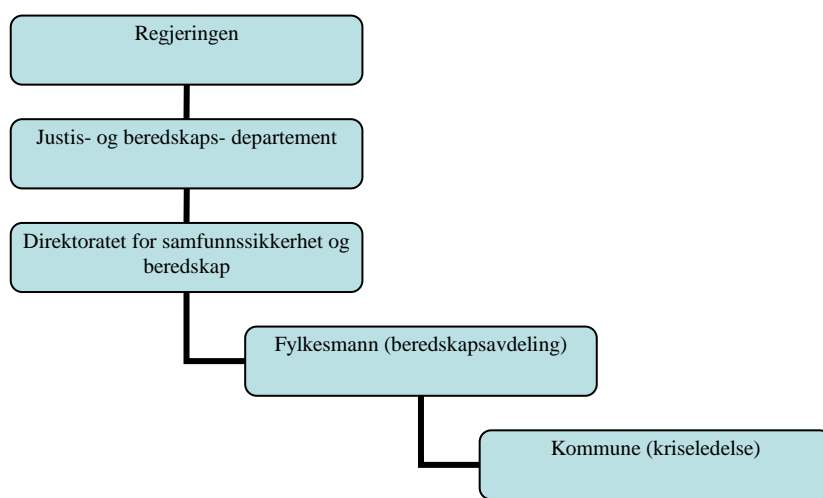 Regjeringen
Justis- og beredskaps- departement
Direktoratet for samfunnssikkerhet og
beredskap
Fylkesmann (beredskapsavdeling)
Kommune (kriseledelse)